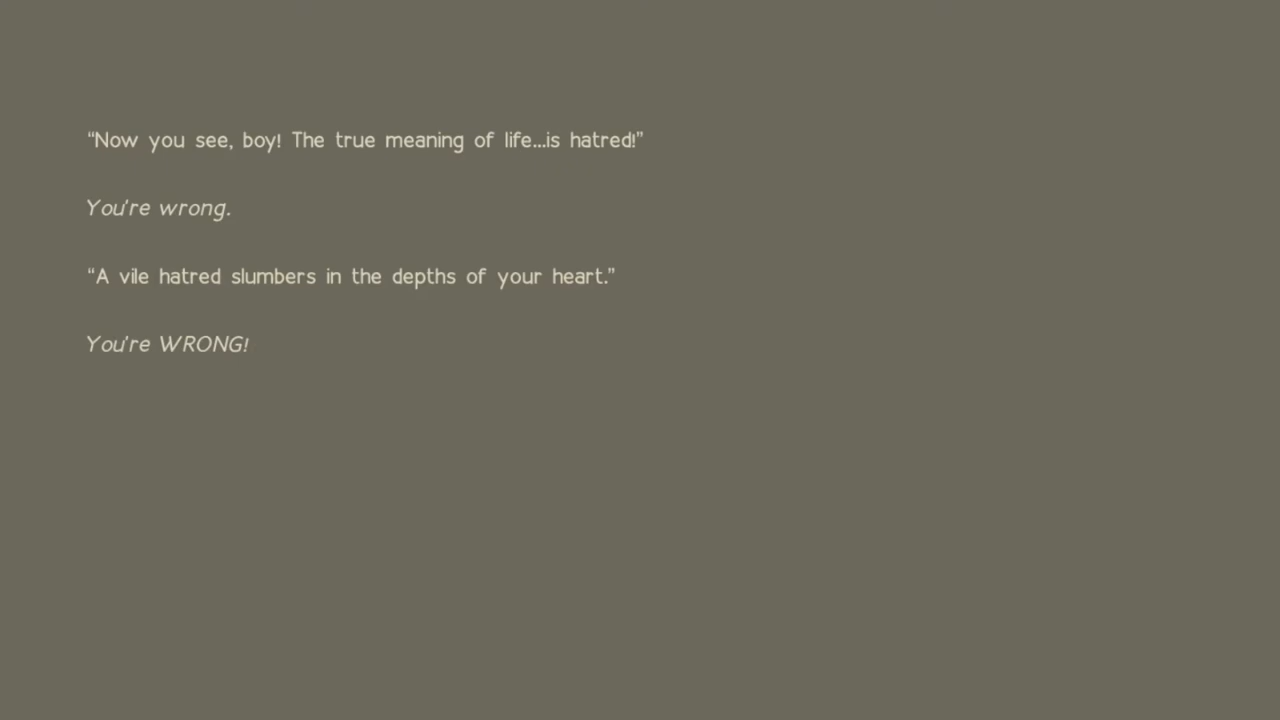 “Now you see, boy! The true meaning of life...is hatred!”
You're wrong.
“A vile hatred slumbers in the depths of your heart.”
You're WRONG!